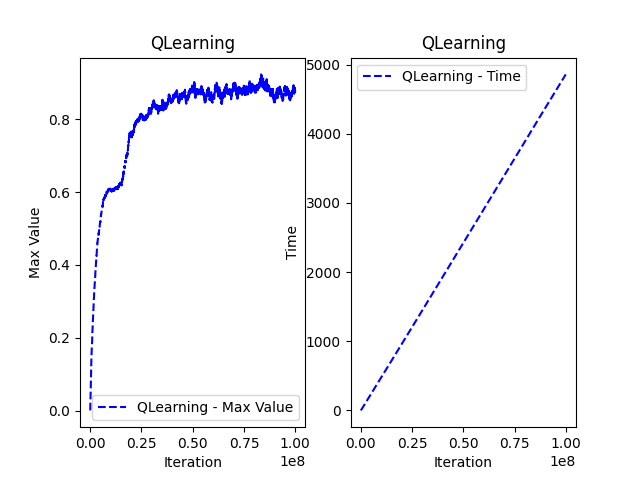 QLearning
Max Value
0.8
0.6
0.4
0.2
0.0
QLearning - Max Value
0.00 0.25 0.50 0.75 1.00
Iteration
1e8
QLearning
Time
5000
4000
3000
2000
1000
0
QLearning - Time
0.00 0.25 0.50 0.75 1.00
Iteration
1e8